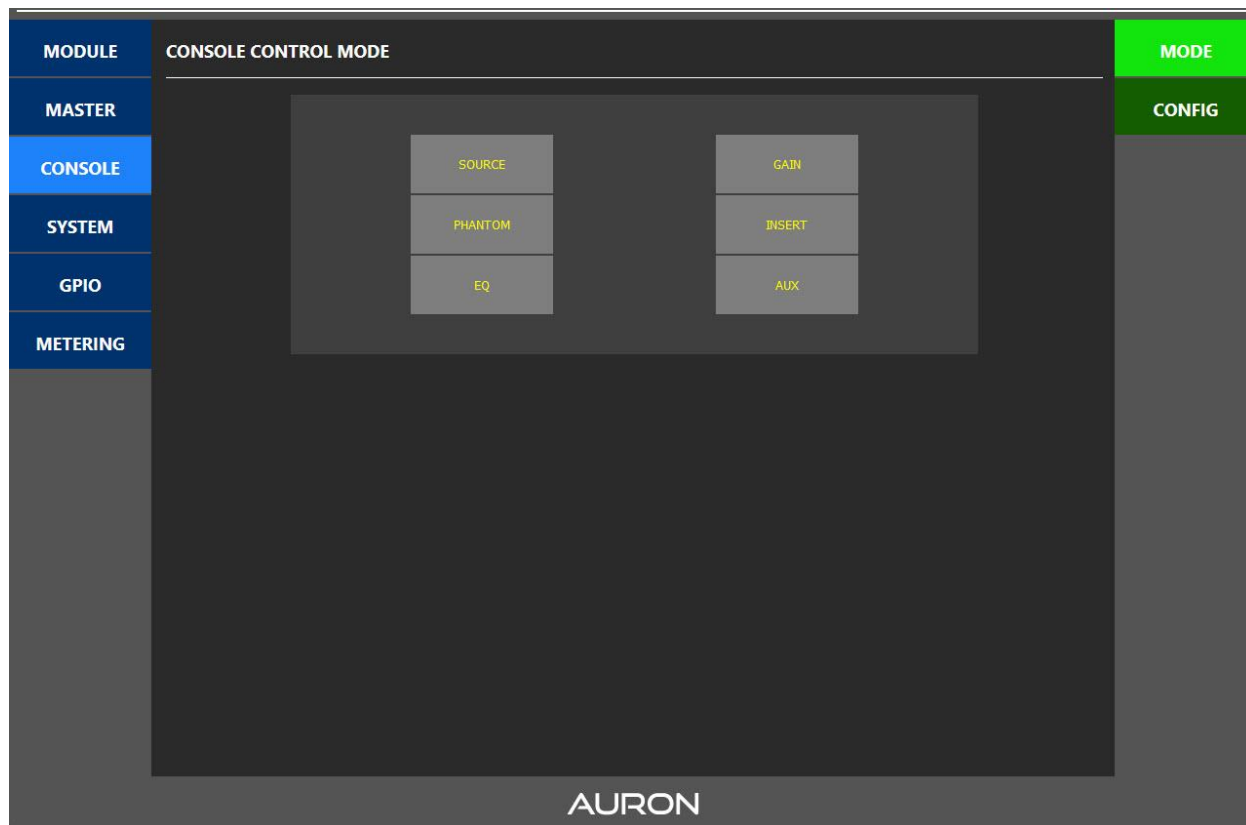 MODULE
MASTER
CONSOLE
SYSTEM
GPIO
METERING
CONSOLE CONTROL MODE
SOURCE
GAIN
PHANTOM
INSERT
EQ
AUX
MODE
CONFIG
AURON